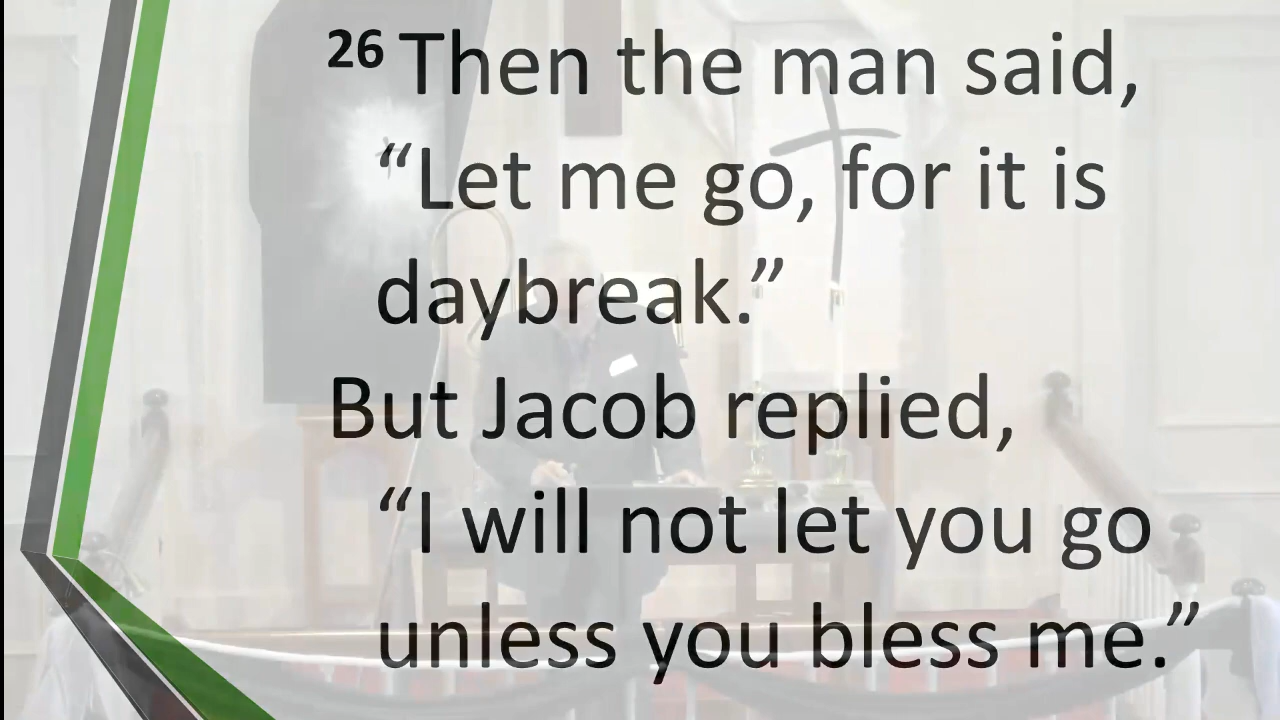 26 Then the man said,
“Let me go, for it is
daybreak.”
But Jacob replied,
“I will not let you go
unless you bless me.”